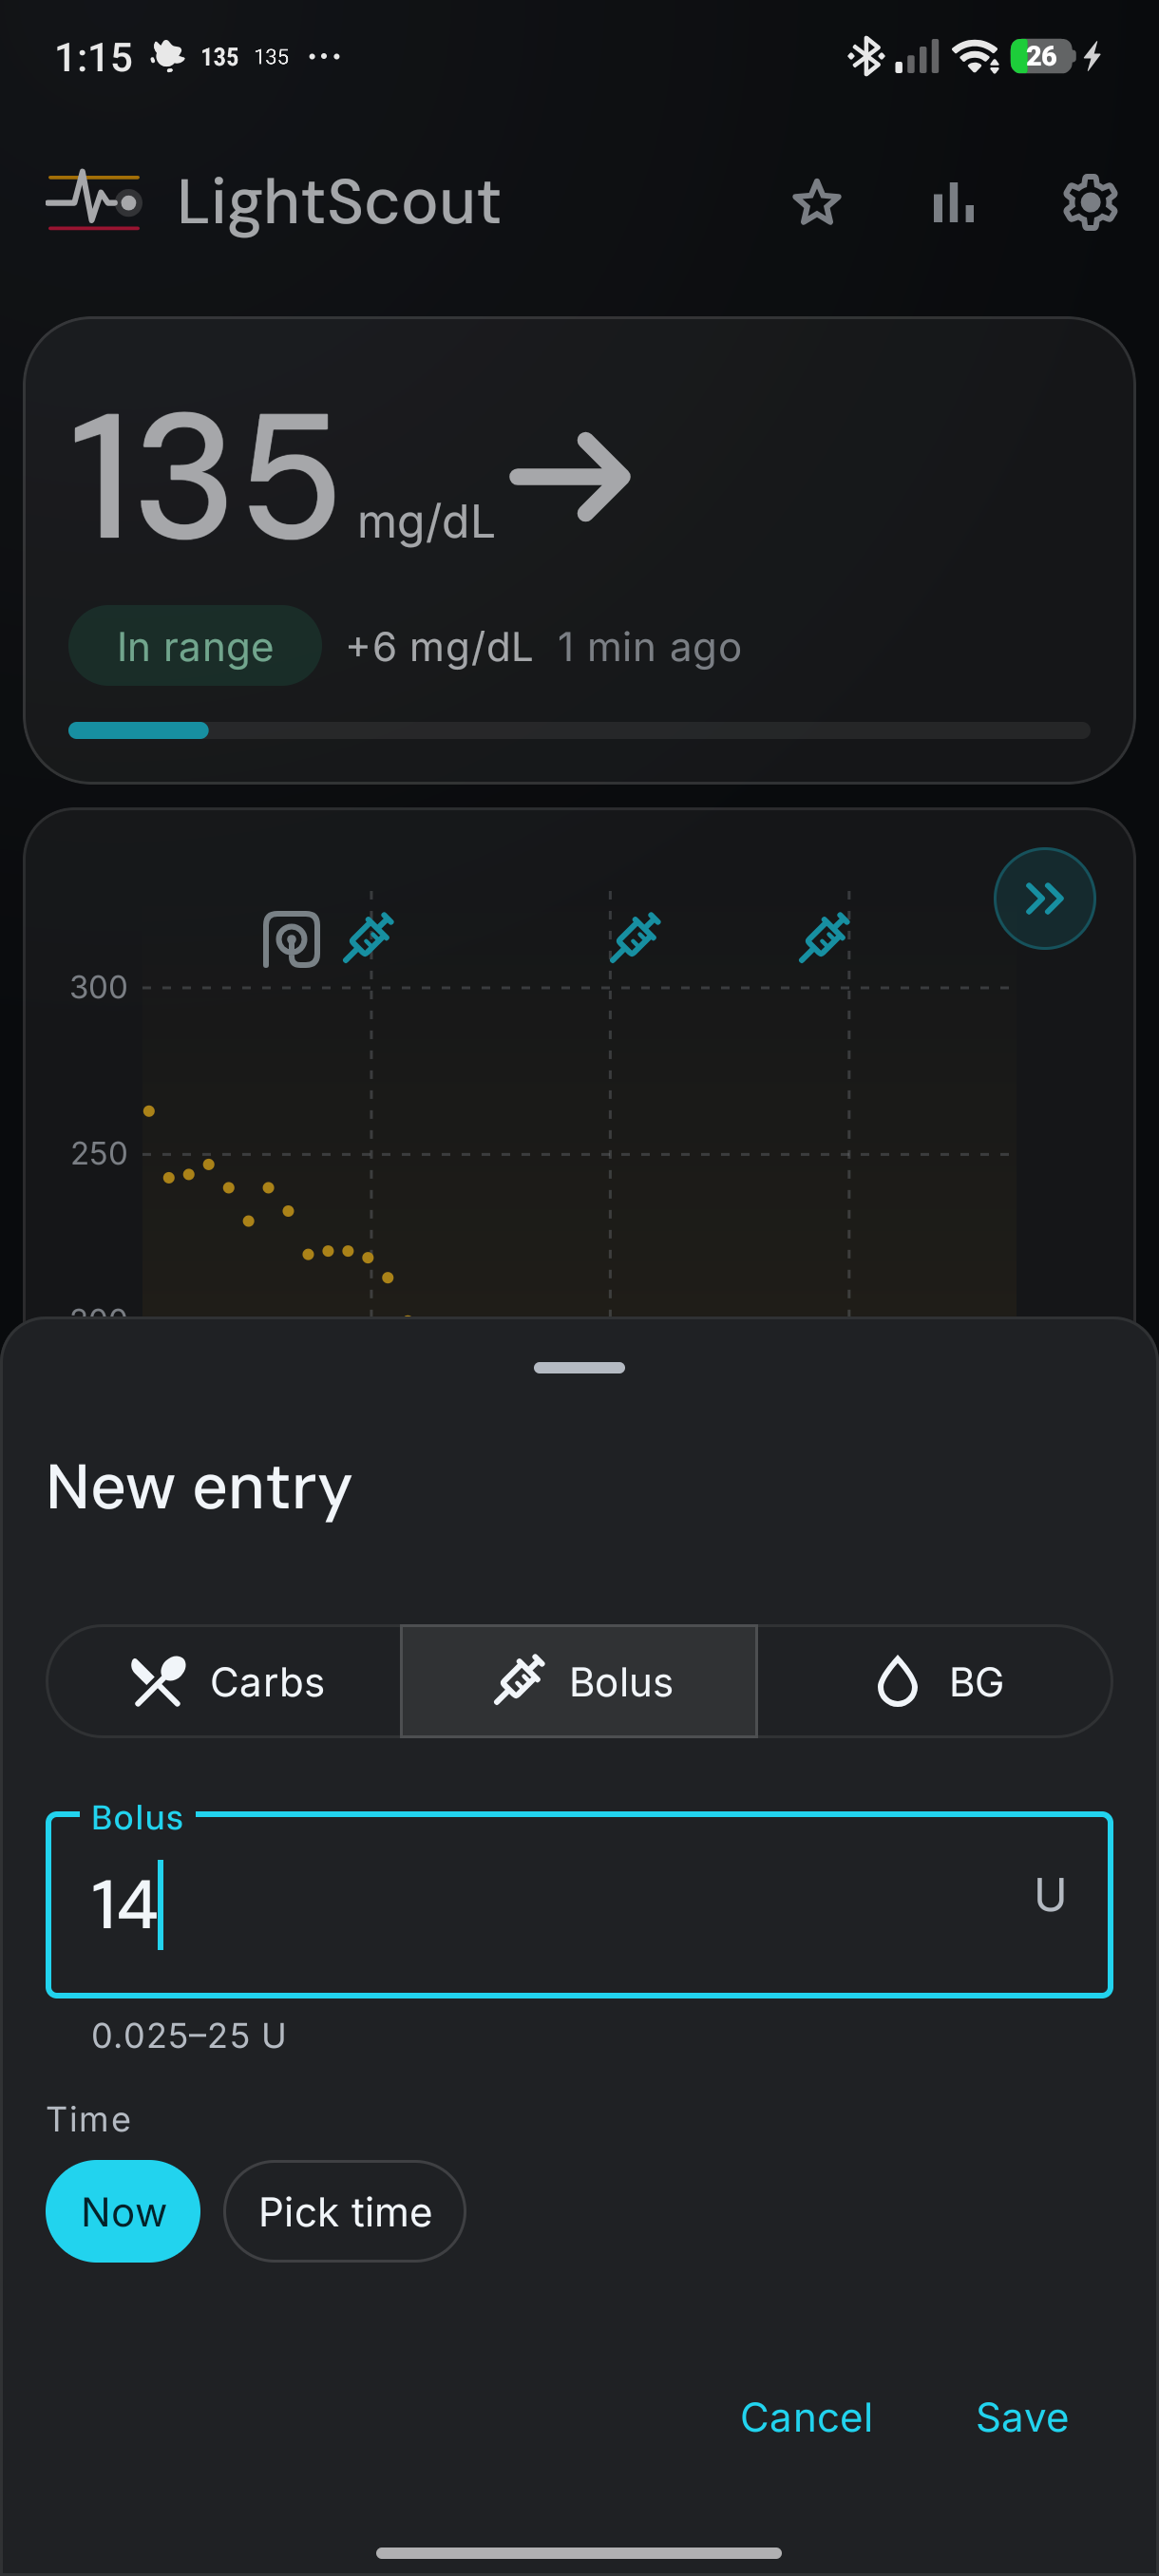 1:15 135 135 ... 26
LightScout
135 mg/dL
In range +6 mg/dL 1 min ago
300
250
New entry
Carbs Bolus BG
Bolus
14 U
0.025–25 U
Time
Now Pick time
Cancel Save